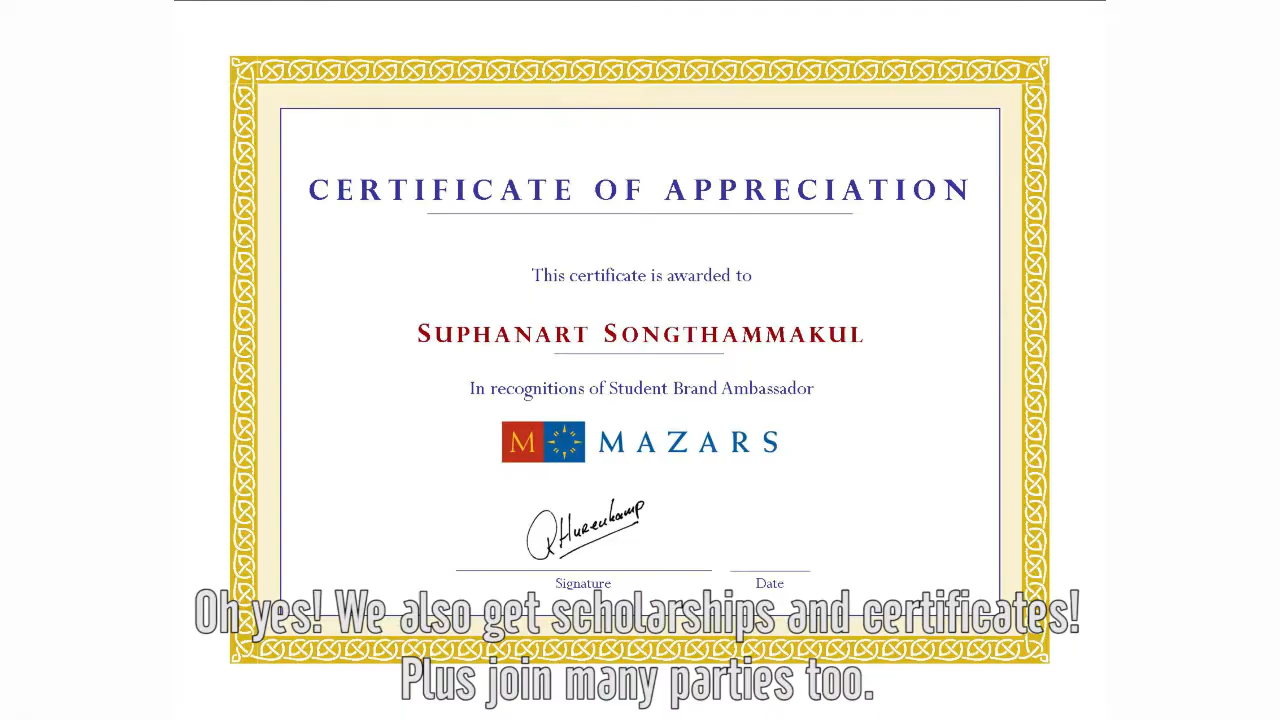 CERTIFICATE OF APPRECIATION
This certificate is awarded to
SUPHANART SONGTHAMMAKUL
In recognitions of Student Brand Ambassador
M MAZARS
RHurenkamp
Signature Date
Oh yes! We also get scholarships and certificates!
Plus join many parties too.